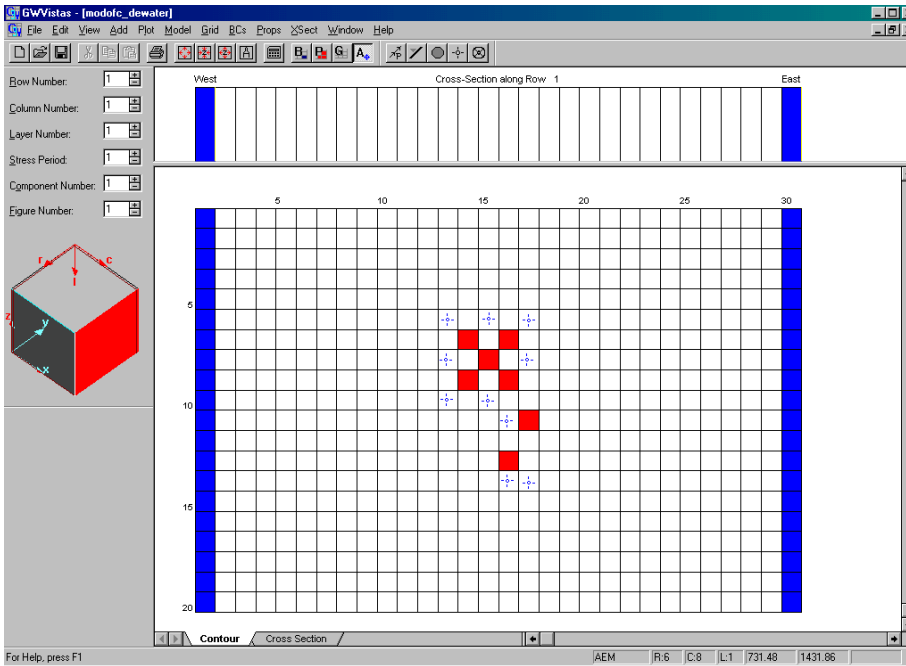 GWVistas - [modofc_dewater]
File Edit View Add Plot Model Grid BCs Props XSect Window Help
Row Number: 1
Column Number: 1
Layer Number: 1
Stress Period: 1
Component Number: 1
Figure Number: 1
r c
l
z
y
x
West Cross-Section along Row 1 East
5 10 15 20 25 30
5
10
15
20
Contour Cross Section
For Help, press F1 AEM R:6 C:8 L:1 731.48 1431.86